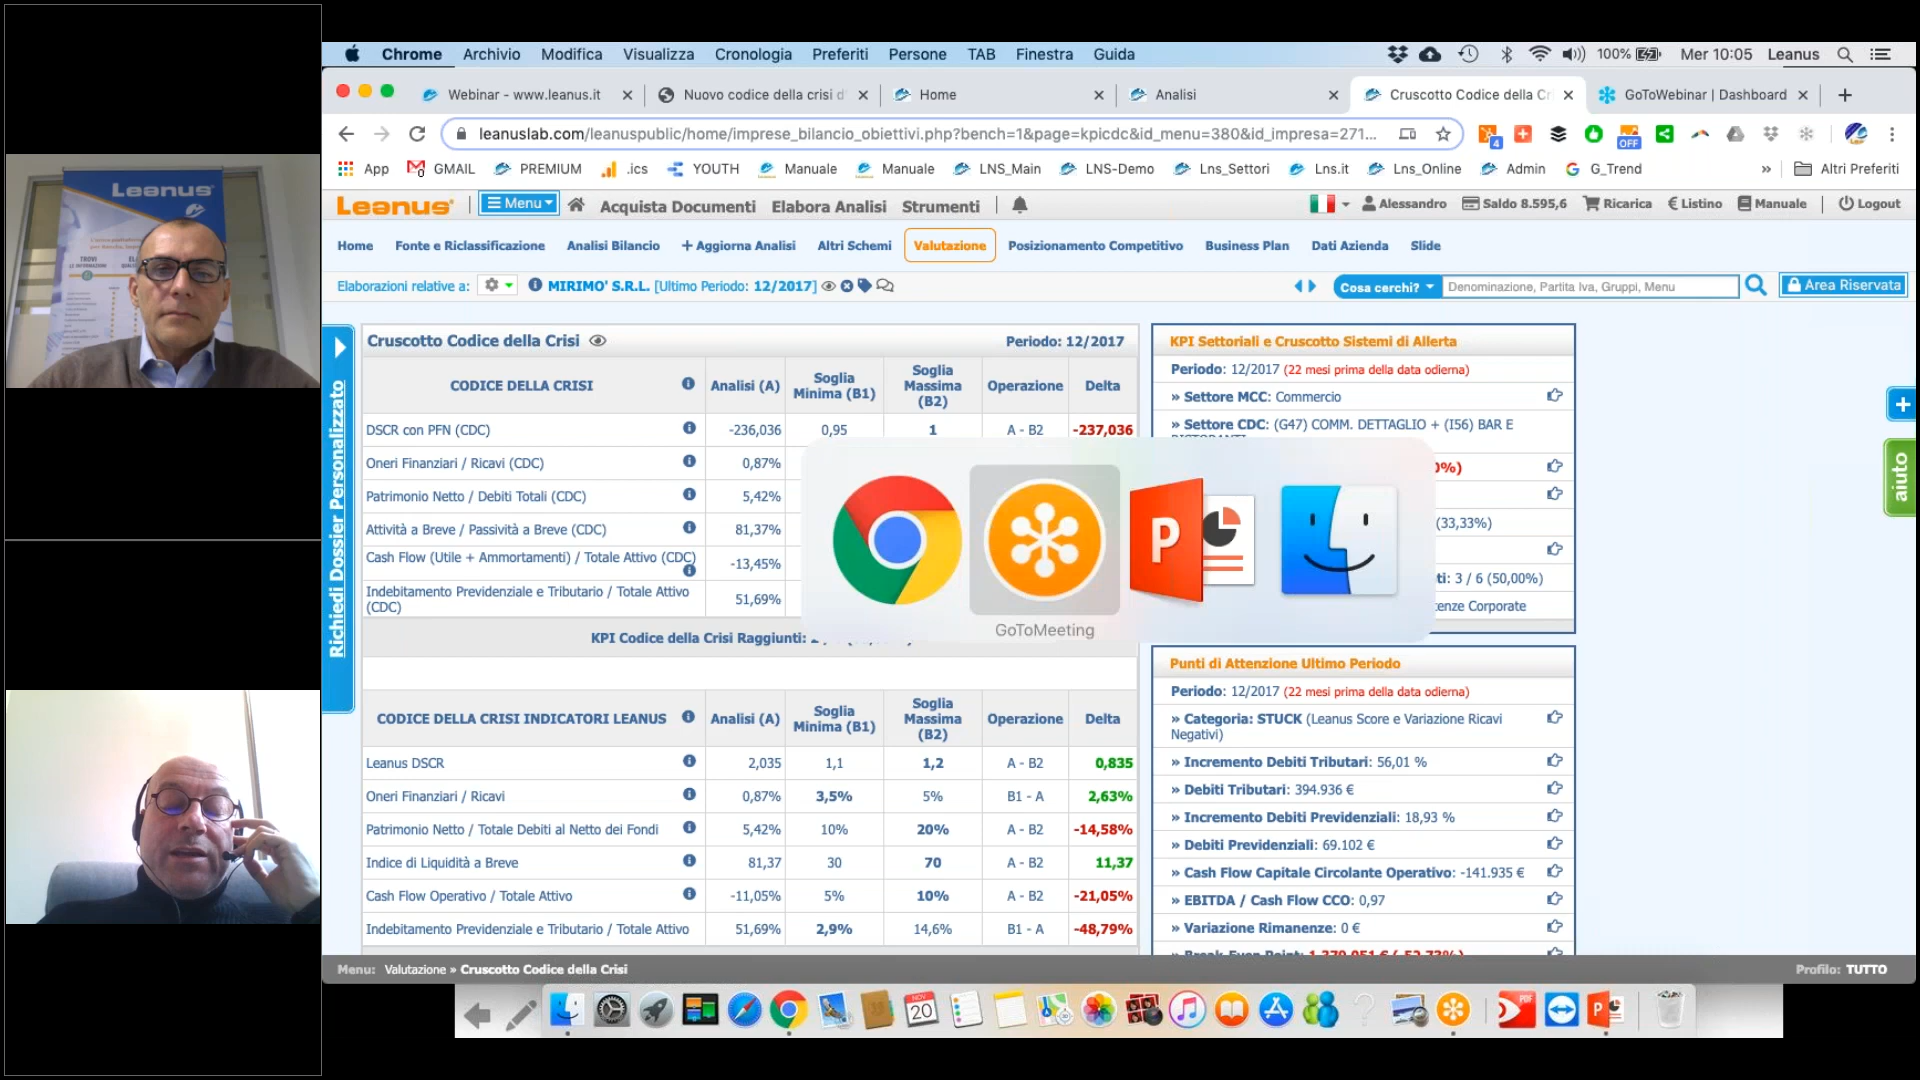 Chrome Archivio Modifica Visualizza Cronologia Preferiti Persone TAB Finestra Guida 100% Mer 10:05 Leanus
Webinar - www.leanus.it Nuovo codice della crisi d Home Analisi Cruscotto Codice della Cr GoToWebinar | Dashboard
leanuslab.com/leanuspublic/home/imprese_bilancio_obiettivi.php?bench=1&page=kpicdc&id_menu=380&id_impresa=271... 4 OFF
App GMAIL PREMIUM .ics YOUTH Manuale Manuale LNS_Main LNS-Demo Lns_Settori Lns.it Lns_Online Admin G_Trend » Altri Preferiti
Leanus Menu Acquista Documenti Elabora Analisi Strumenti Alessandro Saldo 8.595,6 Ricarica € Listino Manuale Logout
Home Fonte e Riclassificazione Analisi Bilancio + Aggiorna Analisi Altri Schemi Valutazione Posizionamento Competitivo Business Plan Dati Azienda Slide
Elaborazioni relative a: MIRIMO' S.R.L. [Ultimo Periodo: 12/2017] Cosa cerchi? Denominazione, Partita Iva, Gruppi, Menu Area Riservata
Leanus
TROVI
Richiedi Dossier Personalizzato
Cruscotto Codice della Crisi Periodo: 12/2017
CODICE DELLA CRISI Analisi (A) Soglia Minima (B1) Soglia Massima (B2) Operazione Delta
DSCR con PFN (CDC) -236,036 0,95 1 A - B2 -237,036
Oneri Finanziari / Ricavi (CDC) 0,87%
Patrimonio Netto / Debiti Totali (CDC) 5,42%
Attività a Breve / Passività a Breve (CDC) 81,37%
Cash Flow (Utile + Ammortamenti) / Totale Attivo (CDC) -13,45%
Indebitamento Previdenziale e Tributario / Totale Attivo (CDC) 51,69%
KPI Codice della Crisi Raggiunti:
GoToMeeting
CODICE DELLA CRISI INDICATORI LEANUS Analisi (A) Soglia Minima (B1) Soglia Massima (B2) Operazione Delta
Leanus DSCR 2,035 1,1 1,2 A - B2 0,835
Oneri Finanziari / Ricavi 0,87% 3,5% 5% B1 - A 2,63%
Patrimonio Netto / Totale Debiti al Netto dei Fondi 5,42% 10% 20% A - B2 -14,58%
Indice di Liquidità a Breve 81,37 30 70 A - B2 11,37
Cash Flow Operativo / Totale Attivo -11,05% 5% 10% A - B2 -21,05%
Indebitamento Previdenziale e Tributario / Totale Attivo 51,69% 2,9% 14,6% B1 - A -48,79%
KPI Settoriali e Cruscotto Sistemi di Allerta
Periodo: 12/2017 (22 mesi prima della data odierna)
» Settore MCC: Commercio
» Settore CDC: (G47) COMM. DETTAGLIO + (I56) BAR E
0%)
(33,33%)
ti: 3 / 6 (50,00%)
enze Corporate
Punti di Attenzione Ultimo Periodo
Periodo: 12/2017 (22 mesi prima della data odierna)
» Categoria: STUCK (Leanus Score e Variazione Ricavi
Negativi)
» Incremento Debiti Tributari: 56,01 %
» Debiti Tributari: 394.936 €
» Incremento Debiti Previdenziali: 18,93 %
» Debiti Previdenziali: 69.102 €
» Cash Flow Capitale Circolante Operativo: -141.935 €
» EBITDA / Cash Flow CCO: 0,97
» Variazione Rimanenze: 0 €
aiuto
Menu: Valutazione » Cruscotto Codice della Crisi Profilo: TUTTO
NOV
20